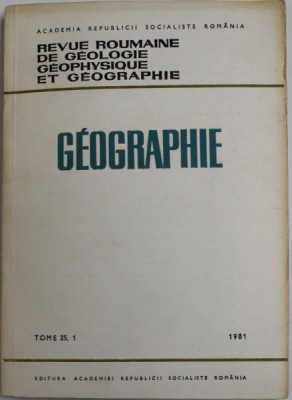 ACADEMIA REPUBLICII SOCIALISTE ROMÂNIA
REVUE ROUMAINE
DE GÉOLOGIE
GÉOPHYSIQUE
ET GÉOGRAPHIE
GÉOGRAPHIE
TOME 25, 1 1981
EDITURA ACADEMIEI REPUBLICII SOCIALISTE ROMÂNIA